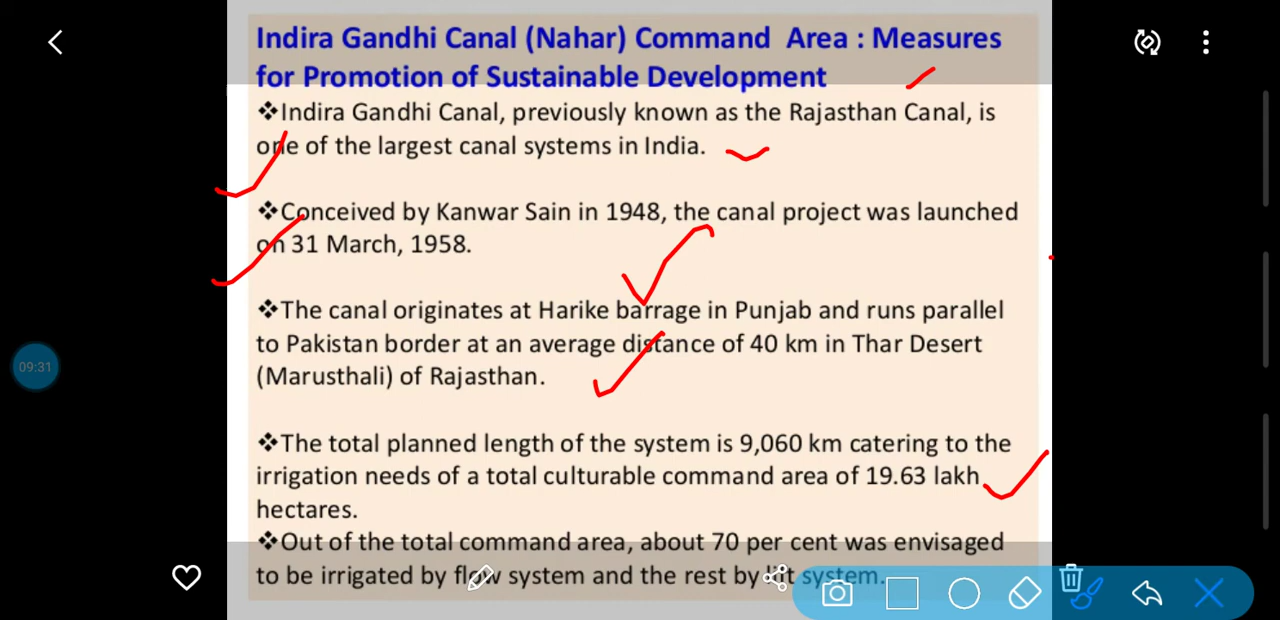 Indira Gandhi Canal (Nahar) Command Area : Measures
for Promotion of Sustainable Development
❖Indira Gandhi Canal, previously known as the Rajasthan Canal, is
one of the largest canal systems in India.
❖Conceived by Kanwar Sain in 1948, the canal project was launched
on 31 March, 1958.
❖The canal originates at Harike barrage in Punjab and runs parallel
to Pakistan border at an average distance of 40 km in Thar Desert
(Marusthali) of Rajasthan.
09:31
❖The total planned length of the system is 9,060 km catering to the
irrigation needs of a total culturable command area of 19.63 lakh
hectares.
❖Out of the total command area, about 70 per cent was envisaged
to be irrigated by flow system and the rest by lift system.